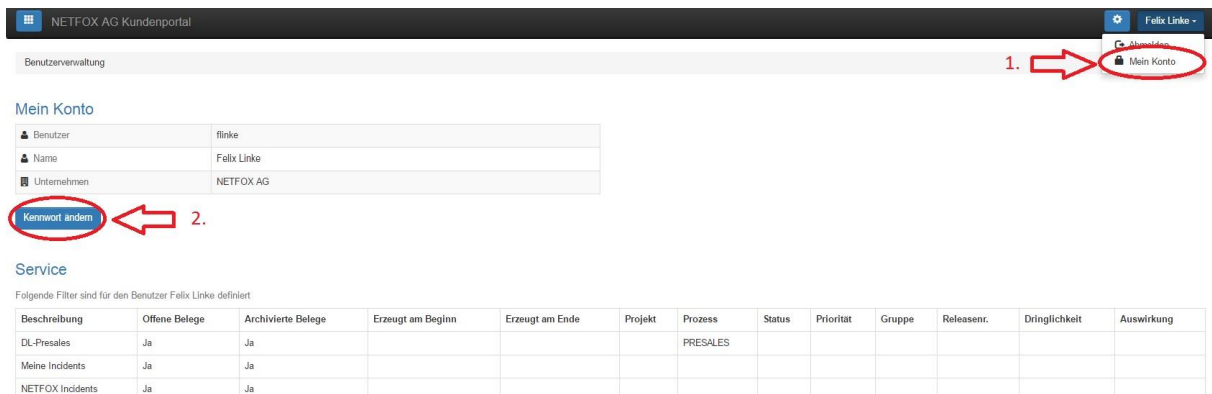 NETFOX AG Kundenportal
Felix Linke
Abmelden
Benutzerverwaltung
1.
Mein Konto
Mein Konto
Benutzer flinke
Name Felix Linke
Unternehmen NETFOX AG
Kennwort ändern
2.
Service
Folgende Filter sind für den Benutzer Felix Linke definiert
Beschreibung Offene Belege Archivierte Belege Erzeugt am Beginn Erzeugt am Ende Projekt Prozess Status Priorität Gruppe Releasenr. Dringlichkeit Auswirkung
DL-Presales Ja Ja PRESALES
Meine Incidents Ja Ja
NETFOX Incidents Ja Ja